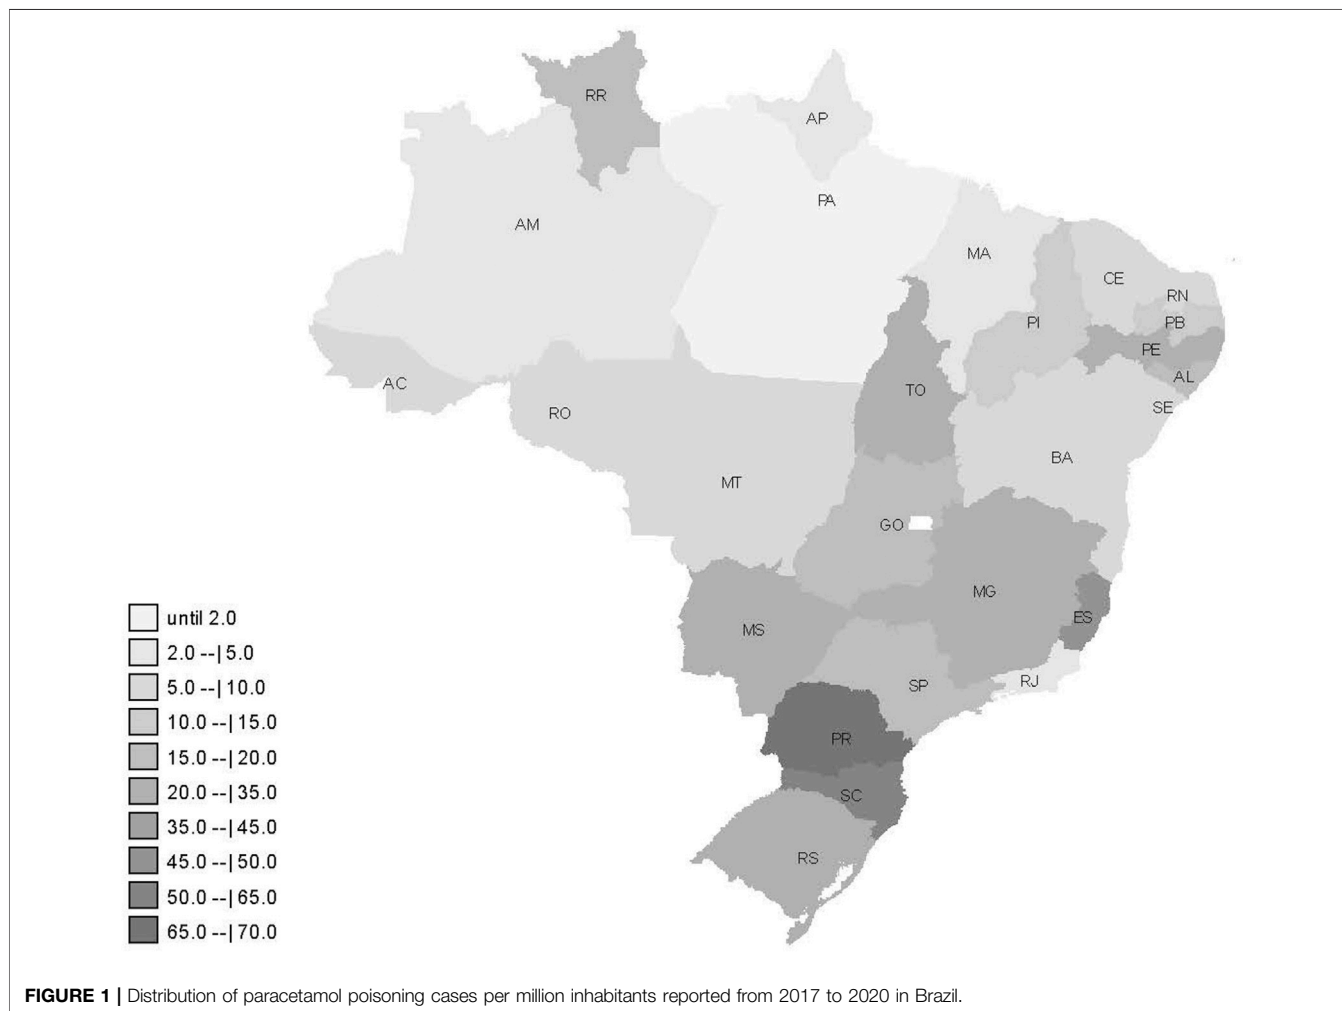 RR
AP
PA
AM
MA
CE
RN
PI
PB
PE
AC
TO
AL
RO
SE
BA
MT
GO
MG
ES
MS
RJ
SP
PR
SC
RS
until 2.0
2.0 --| 5.0
5.0 --| 10.0
10.0 --| 15.0
15.0 --| 20.0
20.0 --| 35.0
35.0 --| 45.0
45.0 --| 50.0
50.0 --| 65.0
65.0 --| 70.0
FIGURE 1 | Distribution of paracetamol poisoning cases per million inhabitants reported from 2017 to 2020 in Brazil.